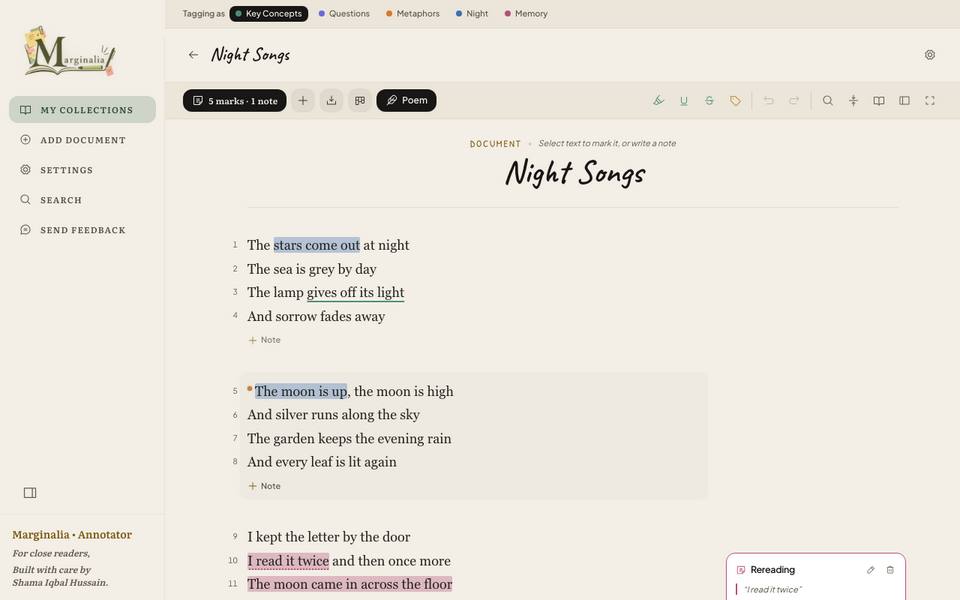 Marginalia
MY COLLECTIONS
ADD DOCUMENT
SETTINGS
SEARCH
SEND FEEDBACK
Marginalia • Annotator
For close readers,
Built with care by
Shama Iqbal Hussain.
Tagging as Key Concepts Questions Metaphors Night Memory
Night Songs
5 marks · 1 note Poem
DOCUMENT • Select text to mark it, or write a note
Night Songs
1 The stars come out at night
2 The sea is grey by day
3 The lamp gives off its light
4 And sorrow fades away
+ Note
5 The moon is up, the moon is high
6 And silver runs along the sky
7 The garden keeps the evening rain
8 And every leaf is lit again
+ Note
9 I kept the letter by the door
10 I read it twice and then once more
11 The moon came in across the floor
Rereading
“I read it twice”